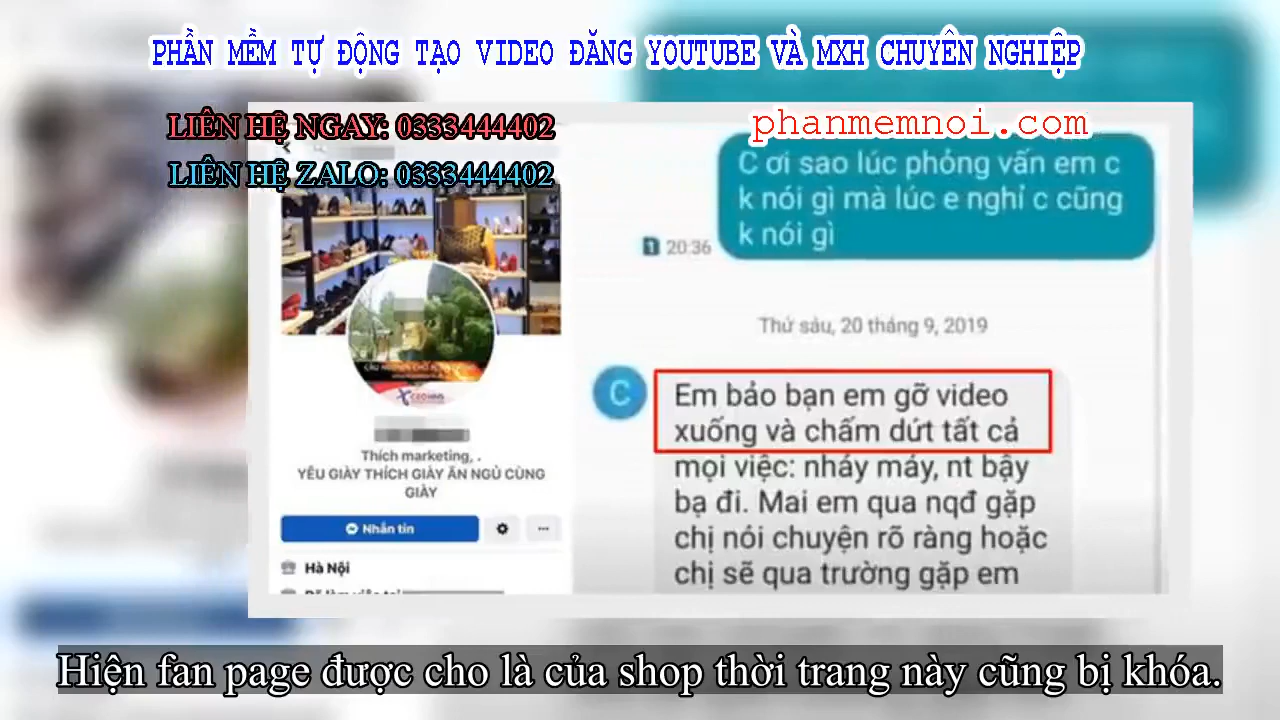 PHẦN MỀM TỰ ĐỘNG TẠO VIDEO ĐĂNG YOUTUBE VÀ MXH CHUYÊN NGHIỆP
LIÊN HỆ NGAY: 0333444402
phanmemnoi.com
LIÊN HỆ ZALO: 0333444402
C ơi sao lúc phỏng vấn em c
k nói gì mà lúc e nghỉ c cũng
k nói gì
1 20:36
Thứ sáu, 20 tháng 9, 2019
C
Em bảo bạn em gỡ video
xuống và chấm dứt tất cả
mọi việc: nháy máy, nt bậy
bạ đi. Mai em qua nqđ gặp
chị nói chuyện rõ ràng hoặc
chị sẽ qua trường gặp em
Thích marketing, .
YÊU GIÀY THÍCH GIÀY ĂN NGỦ CÙNG
GIÀY
Nhắn tin
Hà Nội
Hiện fan page được cho là của shop thời trang này cũng bị khóa.